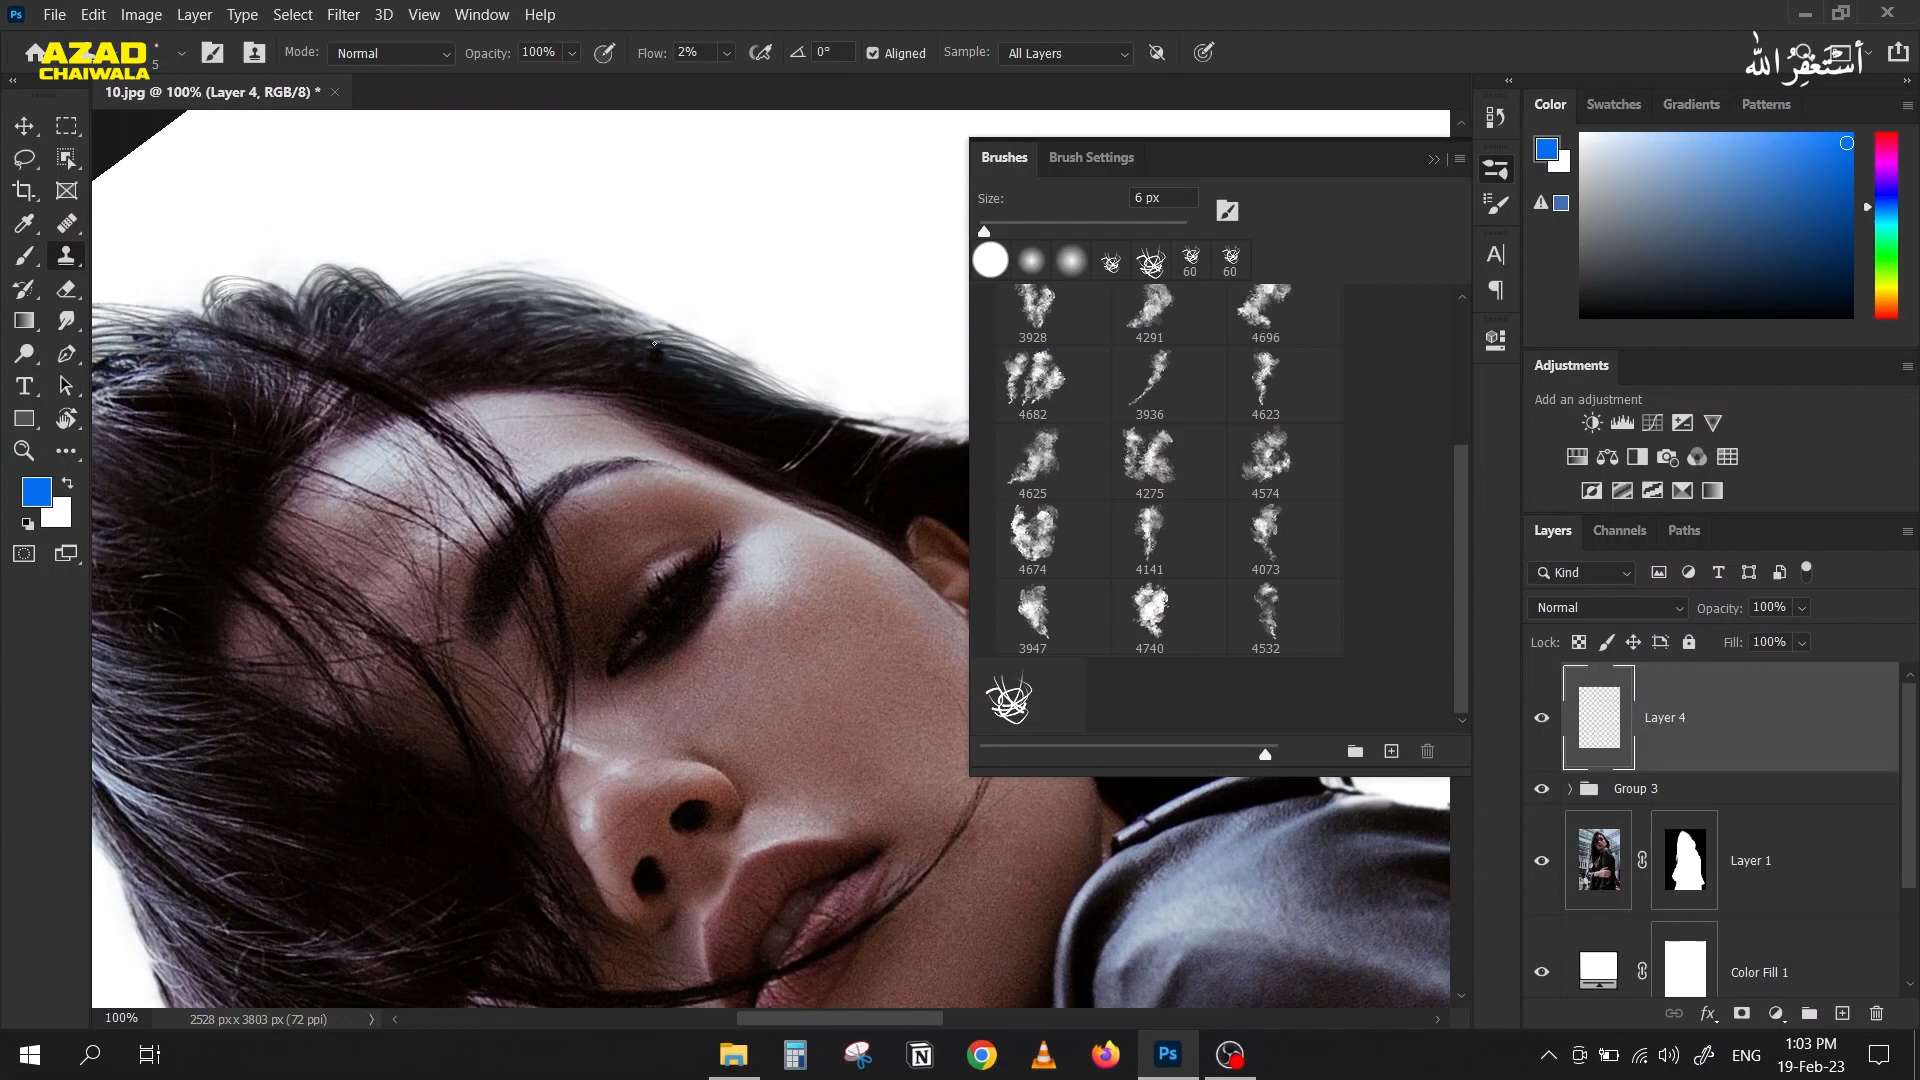 Ps File Edit Image Layer Type Select Filter 3D View Window Help
AZAD
CHAIWALA
5 Mode: Normal Opacity: 100% Flow: 2% 0° Aligned Sample: All Layers
أستغفر الله
10.jpg @ 100% (Layer 4, RGB/8) *
Color Swatches Gradients Patterns
Brushes Brush Settings
Size: 6 px
60 60
3928 4291 4696
4682 3936 4623
4625 4275 4574
4674 4141 4073
3947 4740 4532
Adjustments
Add an adjustment
Layers Channels Paths
Kind
Normal Opacity: 100%
Lock: Fill: 100%
Layer 4
Group 3
Layer 1
Color Fill 1
100% 2528 px x 3803 px (72 ppi)
Ps ENG 1:03 PM
19-Feb-23